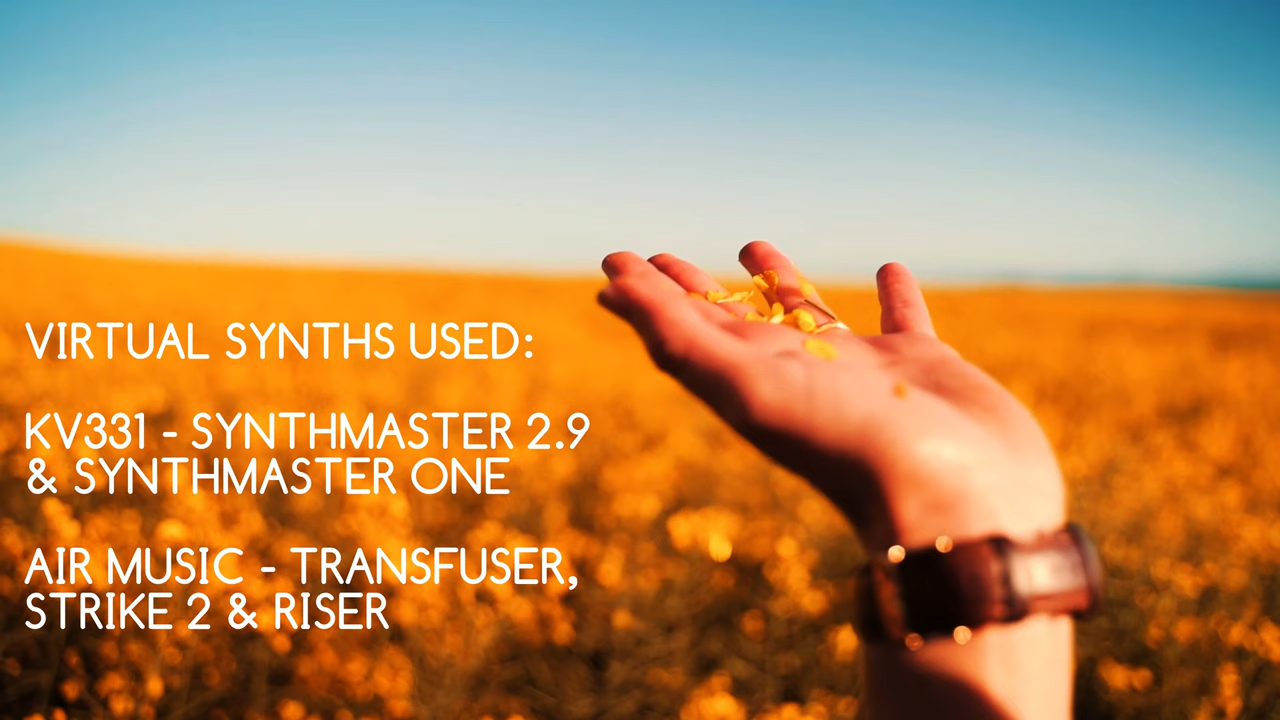 VIRTUAL SYNTHS USED:
KV331 - SYNTHMASTER 2.9
& SYNTHMASTER ONE
AIR MUSIC - TRANSFUSER,
STRIKE 2 & RISER